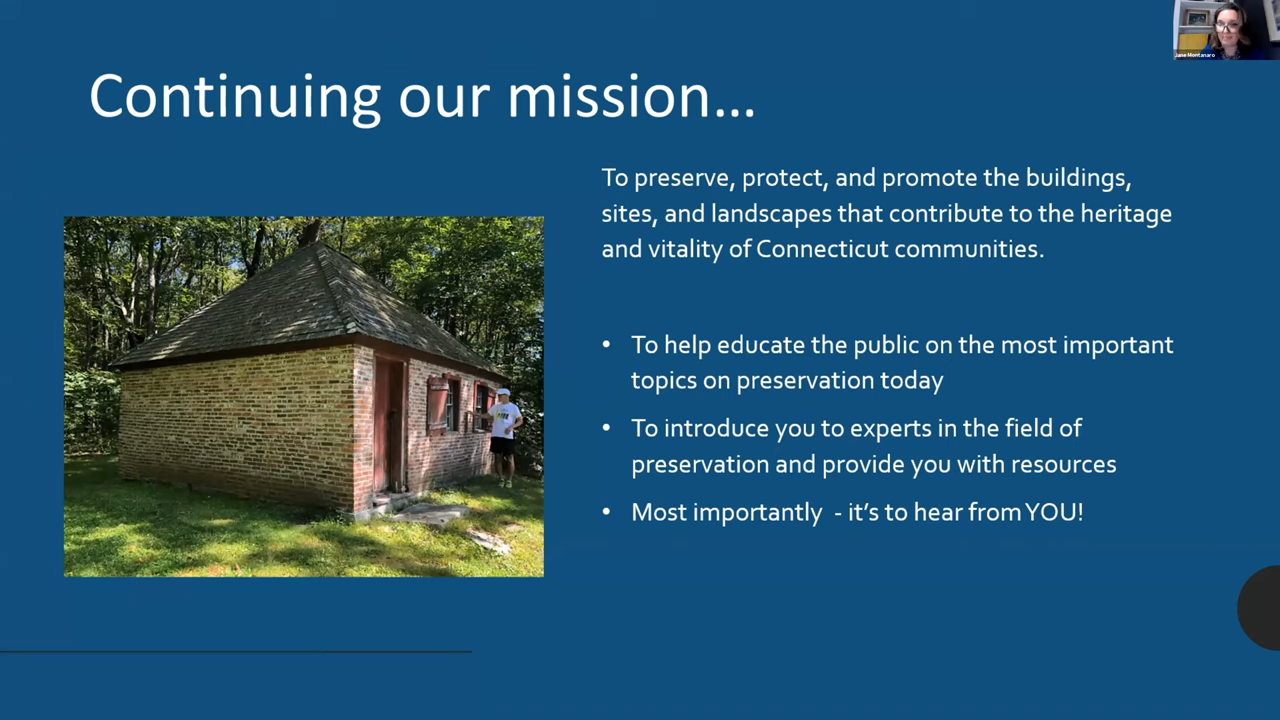 Jane Montanaro
Continuing our mission...
To preserve, protect, and promote the buildings,
sites, and landscapes that contribute to the heritage
and vitality of Connecticut communities.
• To help educate the public on the most important
topics on preservation today
• To introduce you to experts in the field of
preservation and provide you with resources
• Most importantly - it's to hear from YOU!